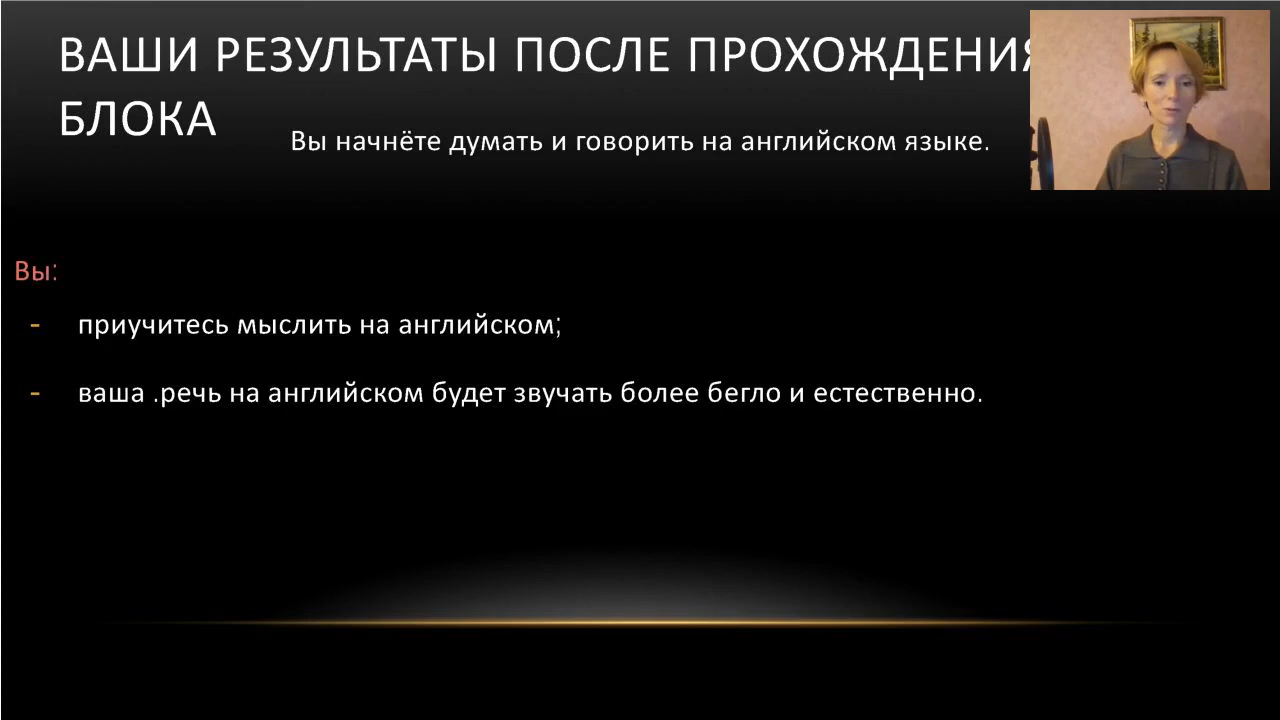 ВАШИ РЕЗУЛЬТАТЫ ПОСЛЕ ПРОХОЖДЕНИЯ
БЛОКА
Вы начнёте думать и говорить на английском языке.
Вы:
- приучитесь мыслить на английском;
- ваша .речь на английском будет звучать более бегло и естественно.